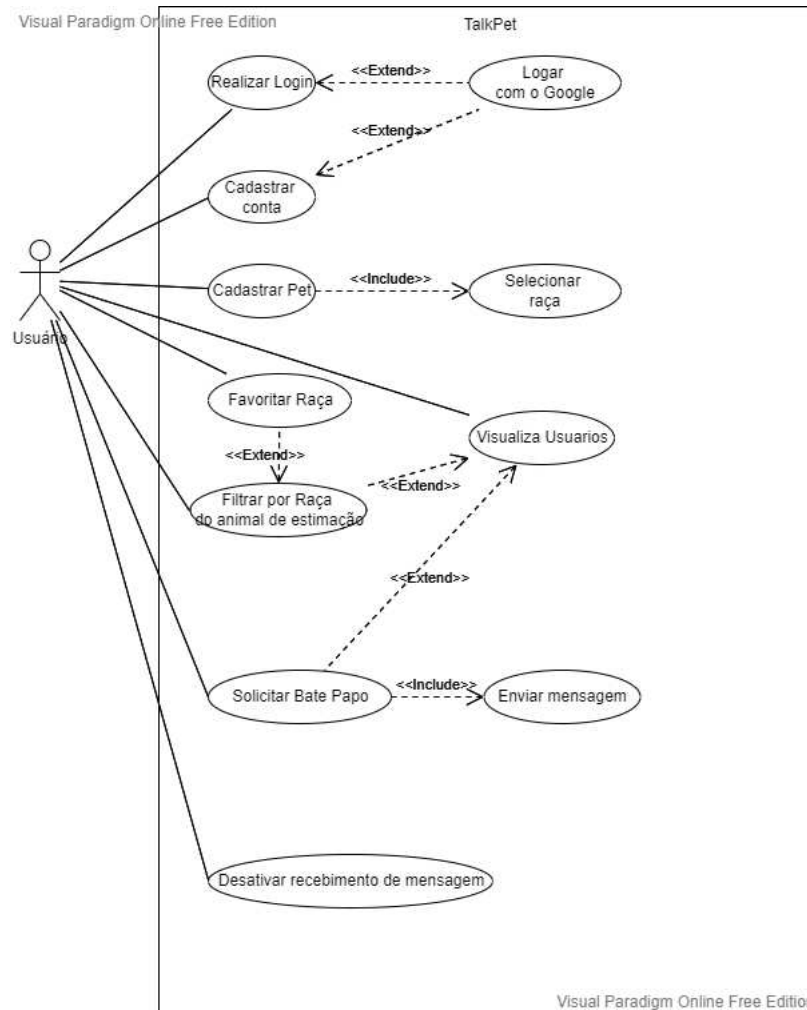 Visual Paradigm Online Free Edition
TalkPet
Realizar Login
<<Extend>>
Logar
com o Google
<<Extend>>
Cadastrar
conta
Usuário
Cadastrar Pet
<<Include>>
Selecionar
raça
Favoritar Raça
Visualiza Usuarios
<<Extend>>
<<Extend>>
Filtrar por Raça
do animal de estimação
<<Extend>>
Solicitar Bate Papo
<<Include>>
Enviar mensagem
Desativar recebimento de mensagem
Visual Paradigm Online Free Edition